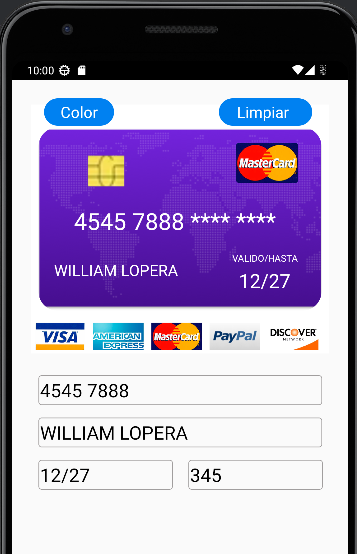 10:00
Color Limpiar
MasterCard
4545 7888 **** ****
VALIDO/HASTA
WILLIAM LOPERA
12/27
VISA AMERICAN EXPRESS MasterCard PayPal DISCOVER NETWORK
4545 7888
WILLIAM LOPERA
12/27 345